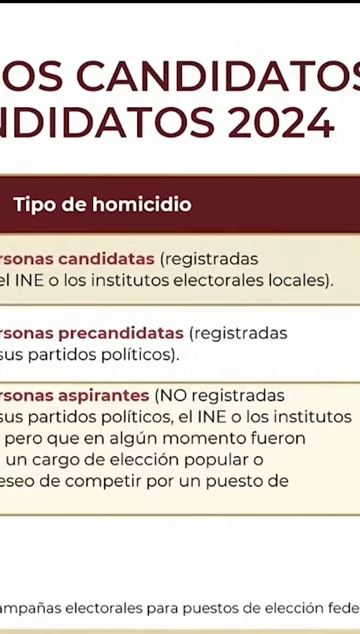 OS CANDIDATOS
NDIDATOS 2024
Tipo de homicidio
rsonas candidatas (registradas
el INE o los institutos electorales locales).
rsonas precandidatas (registradas
sus partidos políticos).
rsonas aspirantes (NO registradas
sus partidos políticos, el INE o los institutos
pero que en algún momento fueron
un cargo de elección popular o
eseo de competir por un puesto de
ampañas electorales para puestos de elección fede